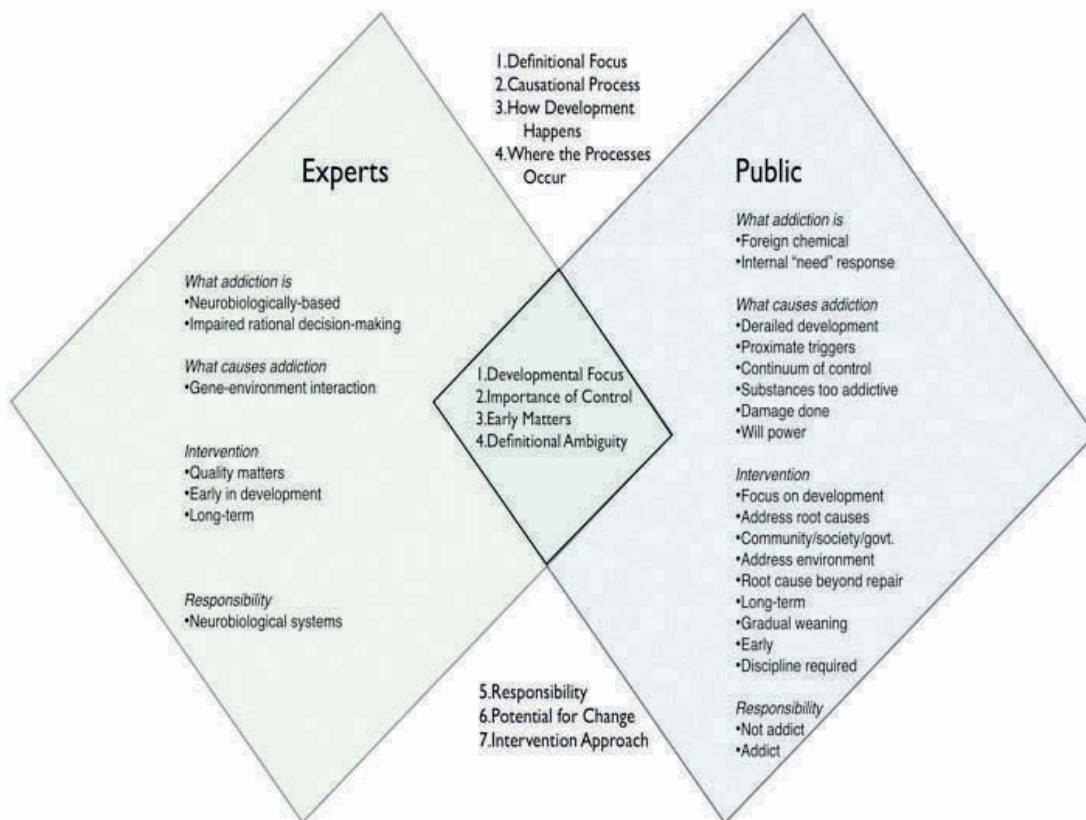 1.Definitional Focus
2.Causational Process
3.How Development
Happens
4.Where the Processes
Occur
Experts
What addiction is
•Neurobiologically-based
•Impaired rational decision-making
What causes addiction
•Gene-environment interaction
Intervention
•Quality matters
•Early in development
•Long-term
Responsibility
•Neurobiological systems
1.Developmental Focus
2.Importance of Control
3.Early Matters
4.Definitional Ambiguity
Public
What addiction is
•Foreign chemical
•Internal “need” response
What causes addiction
•Derailed development
•Proximate triggers
•Continuum of control
•Substances too addictive
•Damage done
•Will power
Intervention
•Focus on development
•Address root causes
•Community/society/govt.
•Address environment
•Root cause beyond repair
•Long-term
•Gradual weaning
•Early
•Discipline required
Responsibility
•Not addict
•Addict
5.Responsibility
6.Potential for Change
7.Intervention Approach